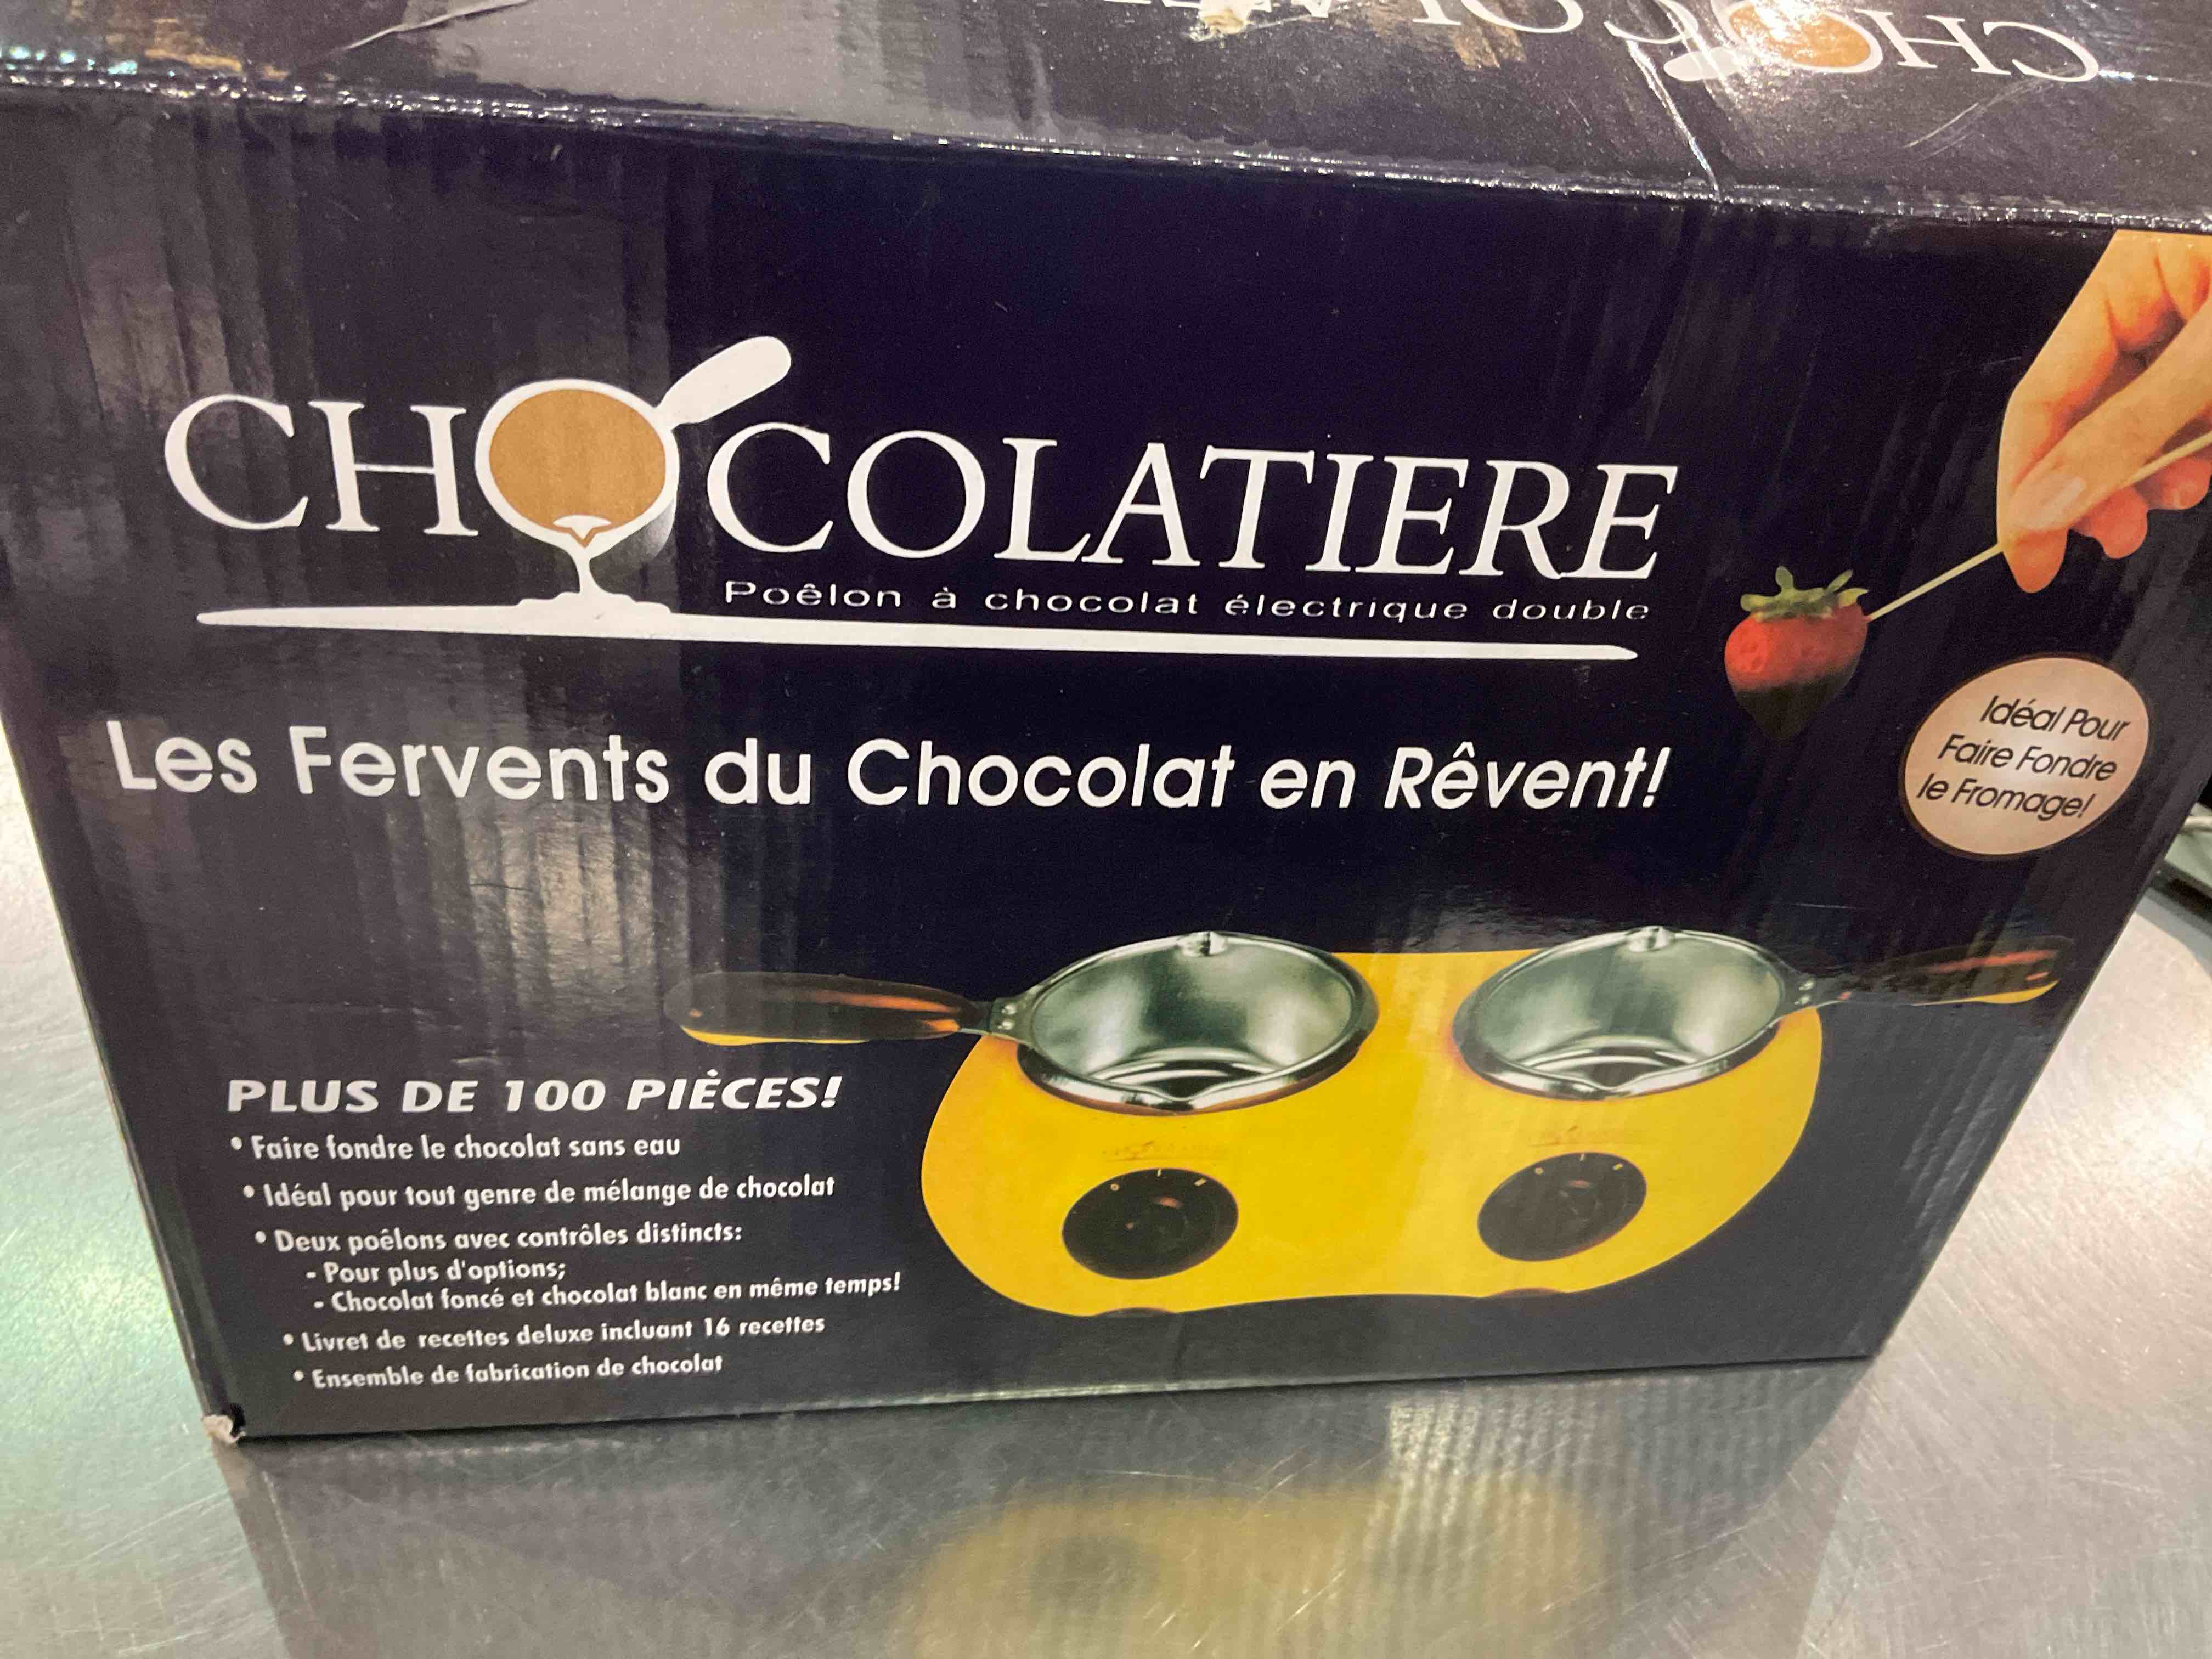 CHOCOLATIERE
Poêlon à chocolat électrique double
Les Fervents du Chocolat en Rêvent!
Idéal Pour
Faire Fondre
le Fromage!
PLUS DE 100 PIÈCES!
• Faire fondre le chocolat sans eau
• Idéal pour tout genre de mélange de chocolat
• Deux poêlons avec contrôles distincts:
- Pour plus d'options;
- Chocolat foncé et chocolat blanc en même temps!
• Livret de recettes deluxe incluant 16 recettes
• Ensemble de fabrication de chocolat